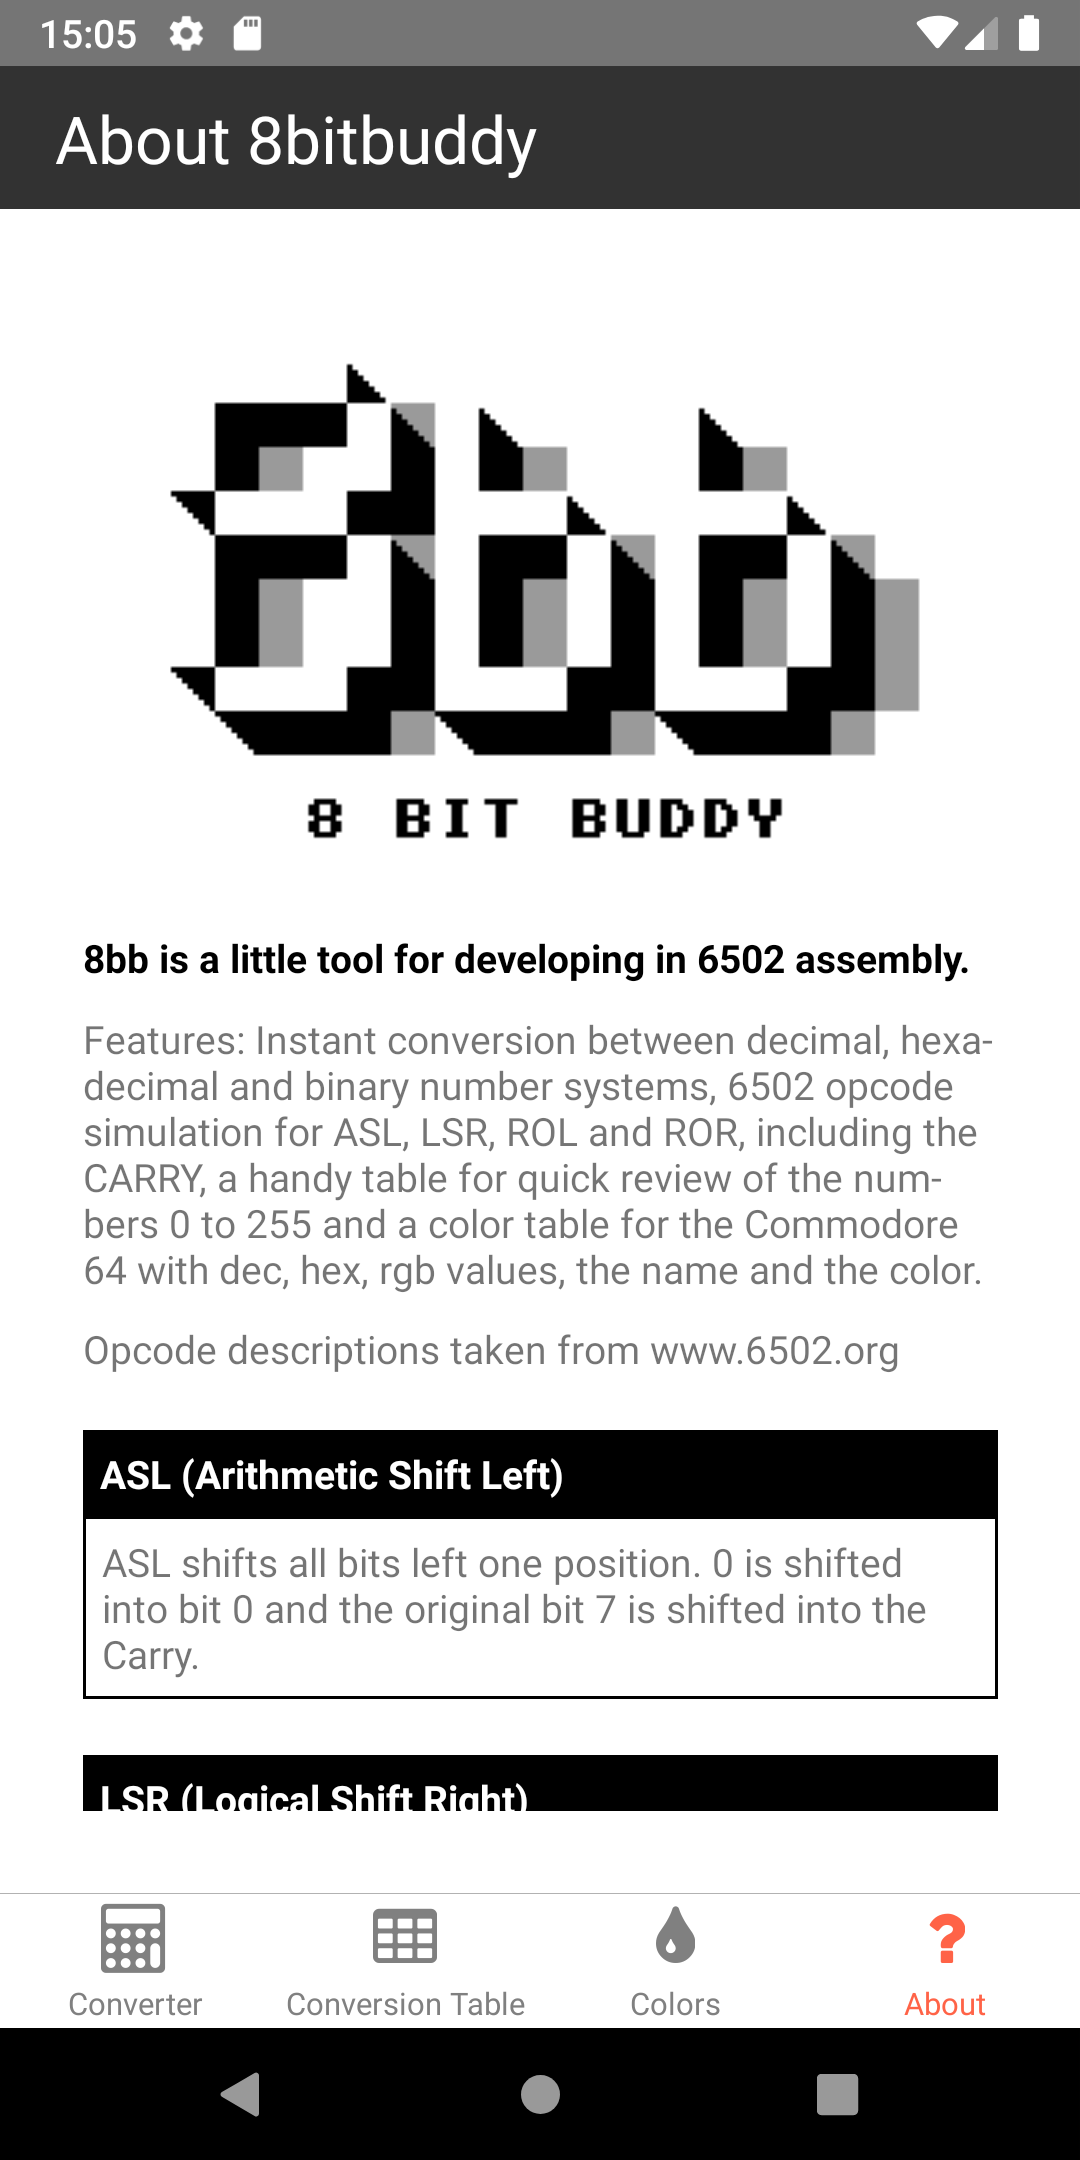 15:05
About 8bitbuddy
8bb
8 BIT BUDDY
8bb is a little tool for developing in 6502 assembly.
Features: Instant conversion between decimal, hexa-
decimal and binary number systems, 6502 opcode
simulation for ASL, LSR, ROL and ROR, including the
CARRY, a handy table for quick review of the num-
bers 0 to 255 and a color table for the Commodore
64 with dec, hex, rgb values, the name and the color.
Opcode descriptions taken from www.6502.org
ASL (Arithmetic Shift Left)
ASL shifts all bits left one position. 0 is shifted
into bit 0 and the original bit 7 is shifted into the
Carry.
LSR (Logical Shift Right)
Converter
Conversion Table
Colors
About